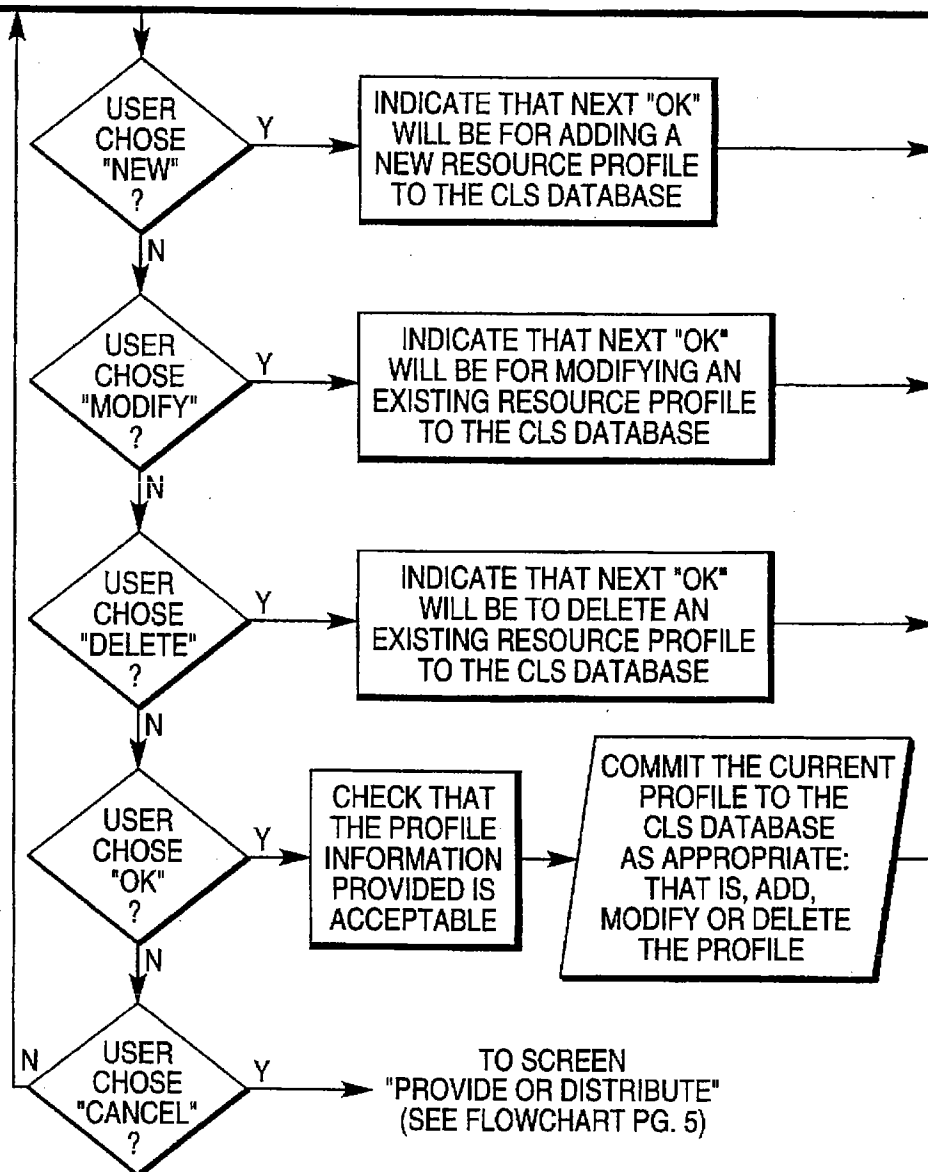 USER
CHOSE
"NEW"
?
Y
INDICATE THAT NEXT "OK"
WILL BE FOR ADDING A
NEW RESOURCE PROFILE
TO THE CLS DATABASE
N
USER
CHOSE
"MODIFY"
?
Y
INDICATE THAT NEXT "OK"
WILL BE FOR MODIFYING AN
EXISTING RESOURCE PROFILE
TO THE CLS DATABASE
N
USER
CHOSE
"DELETE"
?
Y
INDICATE THAT NEXT "OK"
WILL BE TO DELETE AN
EXISTING RESOURCE PROFILE
TO THE CLS DATABASE
N
USER
CHOSE
"OK"
?
Y
CHECK THAT
THE PROFILE
INFORMATION
PROVIDED IS
ACCEPTABLE
COMMIT THE CURRENT
PROFILE TO THE
CLS DATABASE
AS APPROPRIATE:
THAT IS, ADD,
MODIFY OR DELETE
THE PROFILE
N
N
USER
CHOSE
"CANCEL"
?
Y
TO SCREEN
"PROVIDE OR DISTRIBUTE"
(SEE FLOWCHART PG. 5)